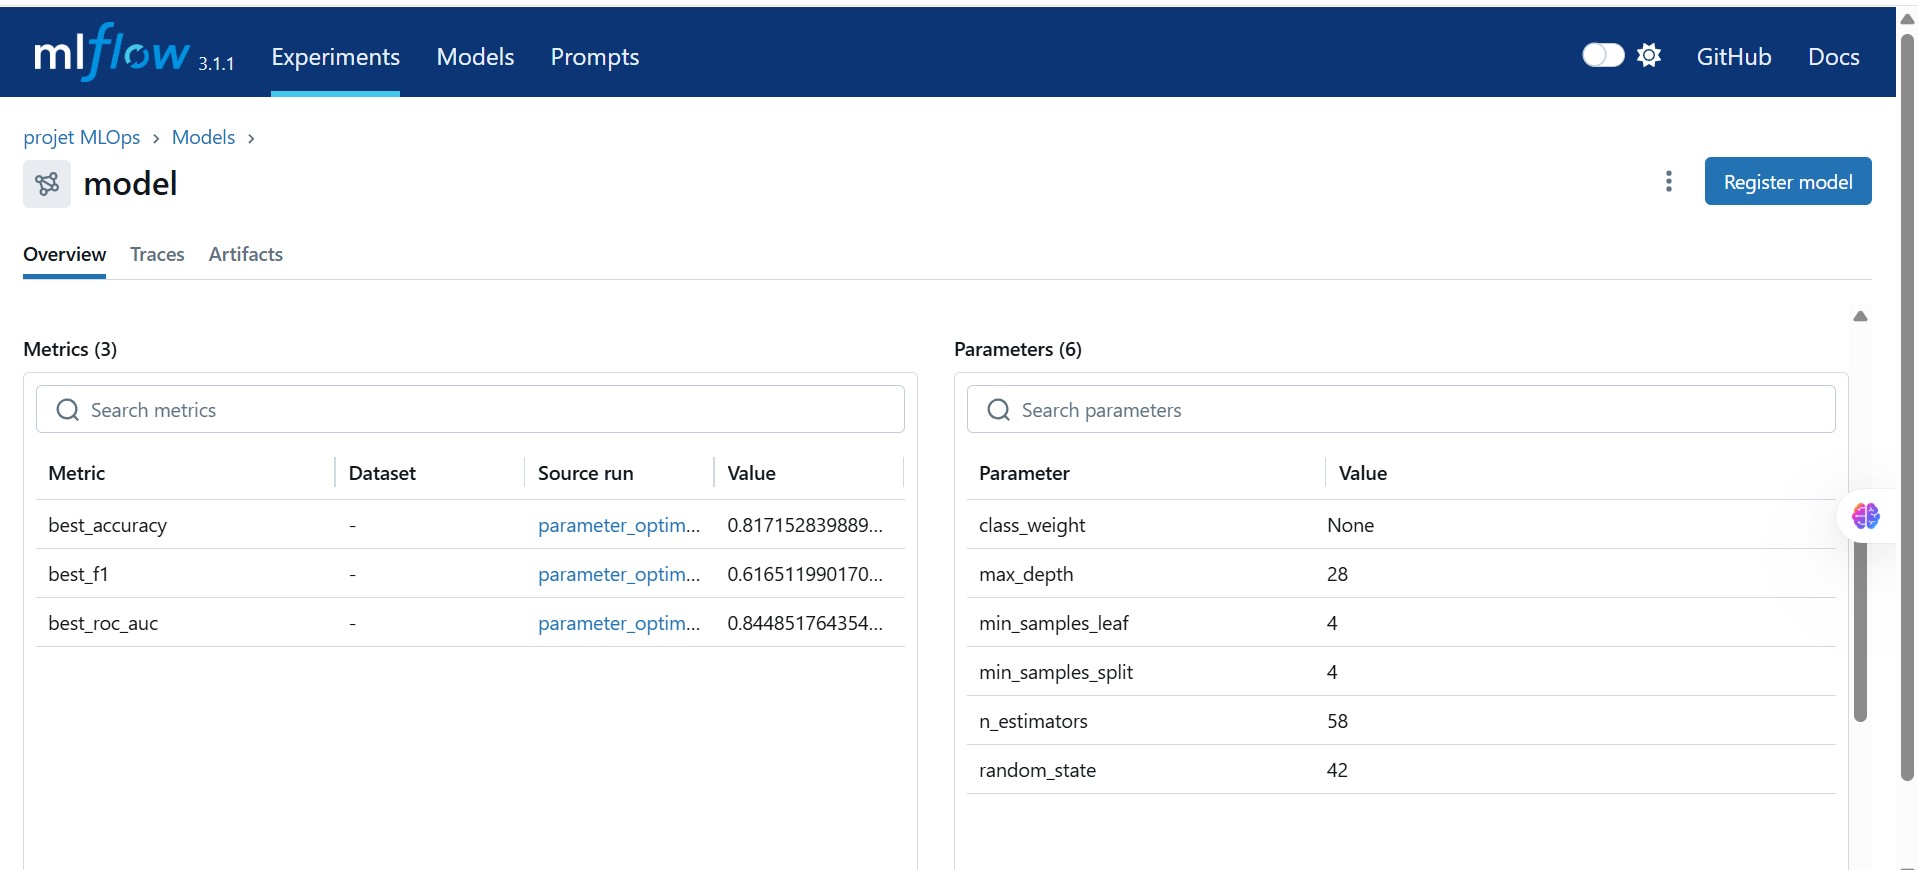 mlflow 3.1.1 Experiments Models Prompts GitHub Docs
projet MLOps › Models ›
model
Register model
Overview Traces Artifacts
Metrics (3)
Search metrics
Metric Dataset Source run Value
best_accuracy - parameter_optim... 0.817152839889...
best_f1 - parameter_optim... 0.616511990170...
best_roc_auc - parameter_optim... 0.844851764354...
Parameters (6)
Search parameters
Parameter Value
class_weight None
max_depth 28
min_samples_leaf 4
min_samples_split 4
n_estimators 58
random_state 42